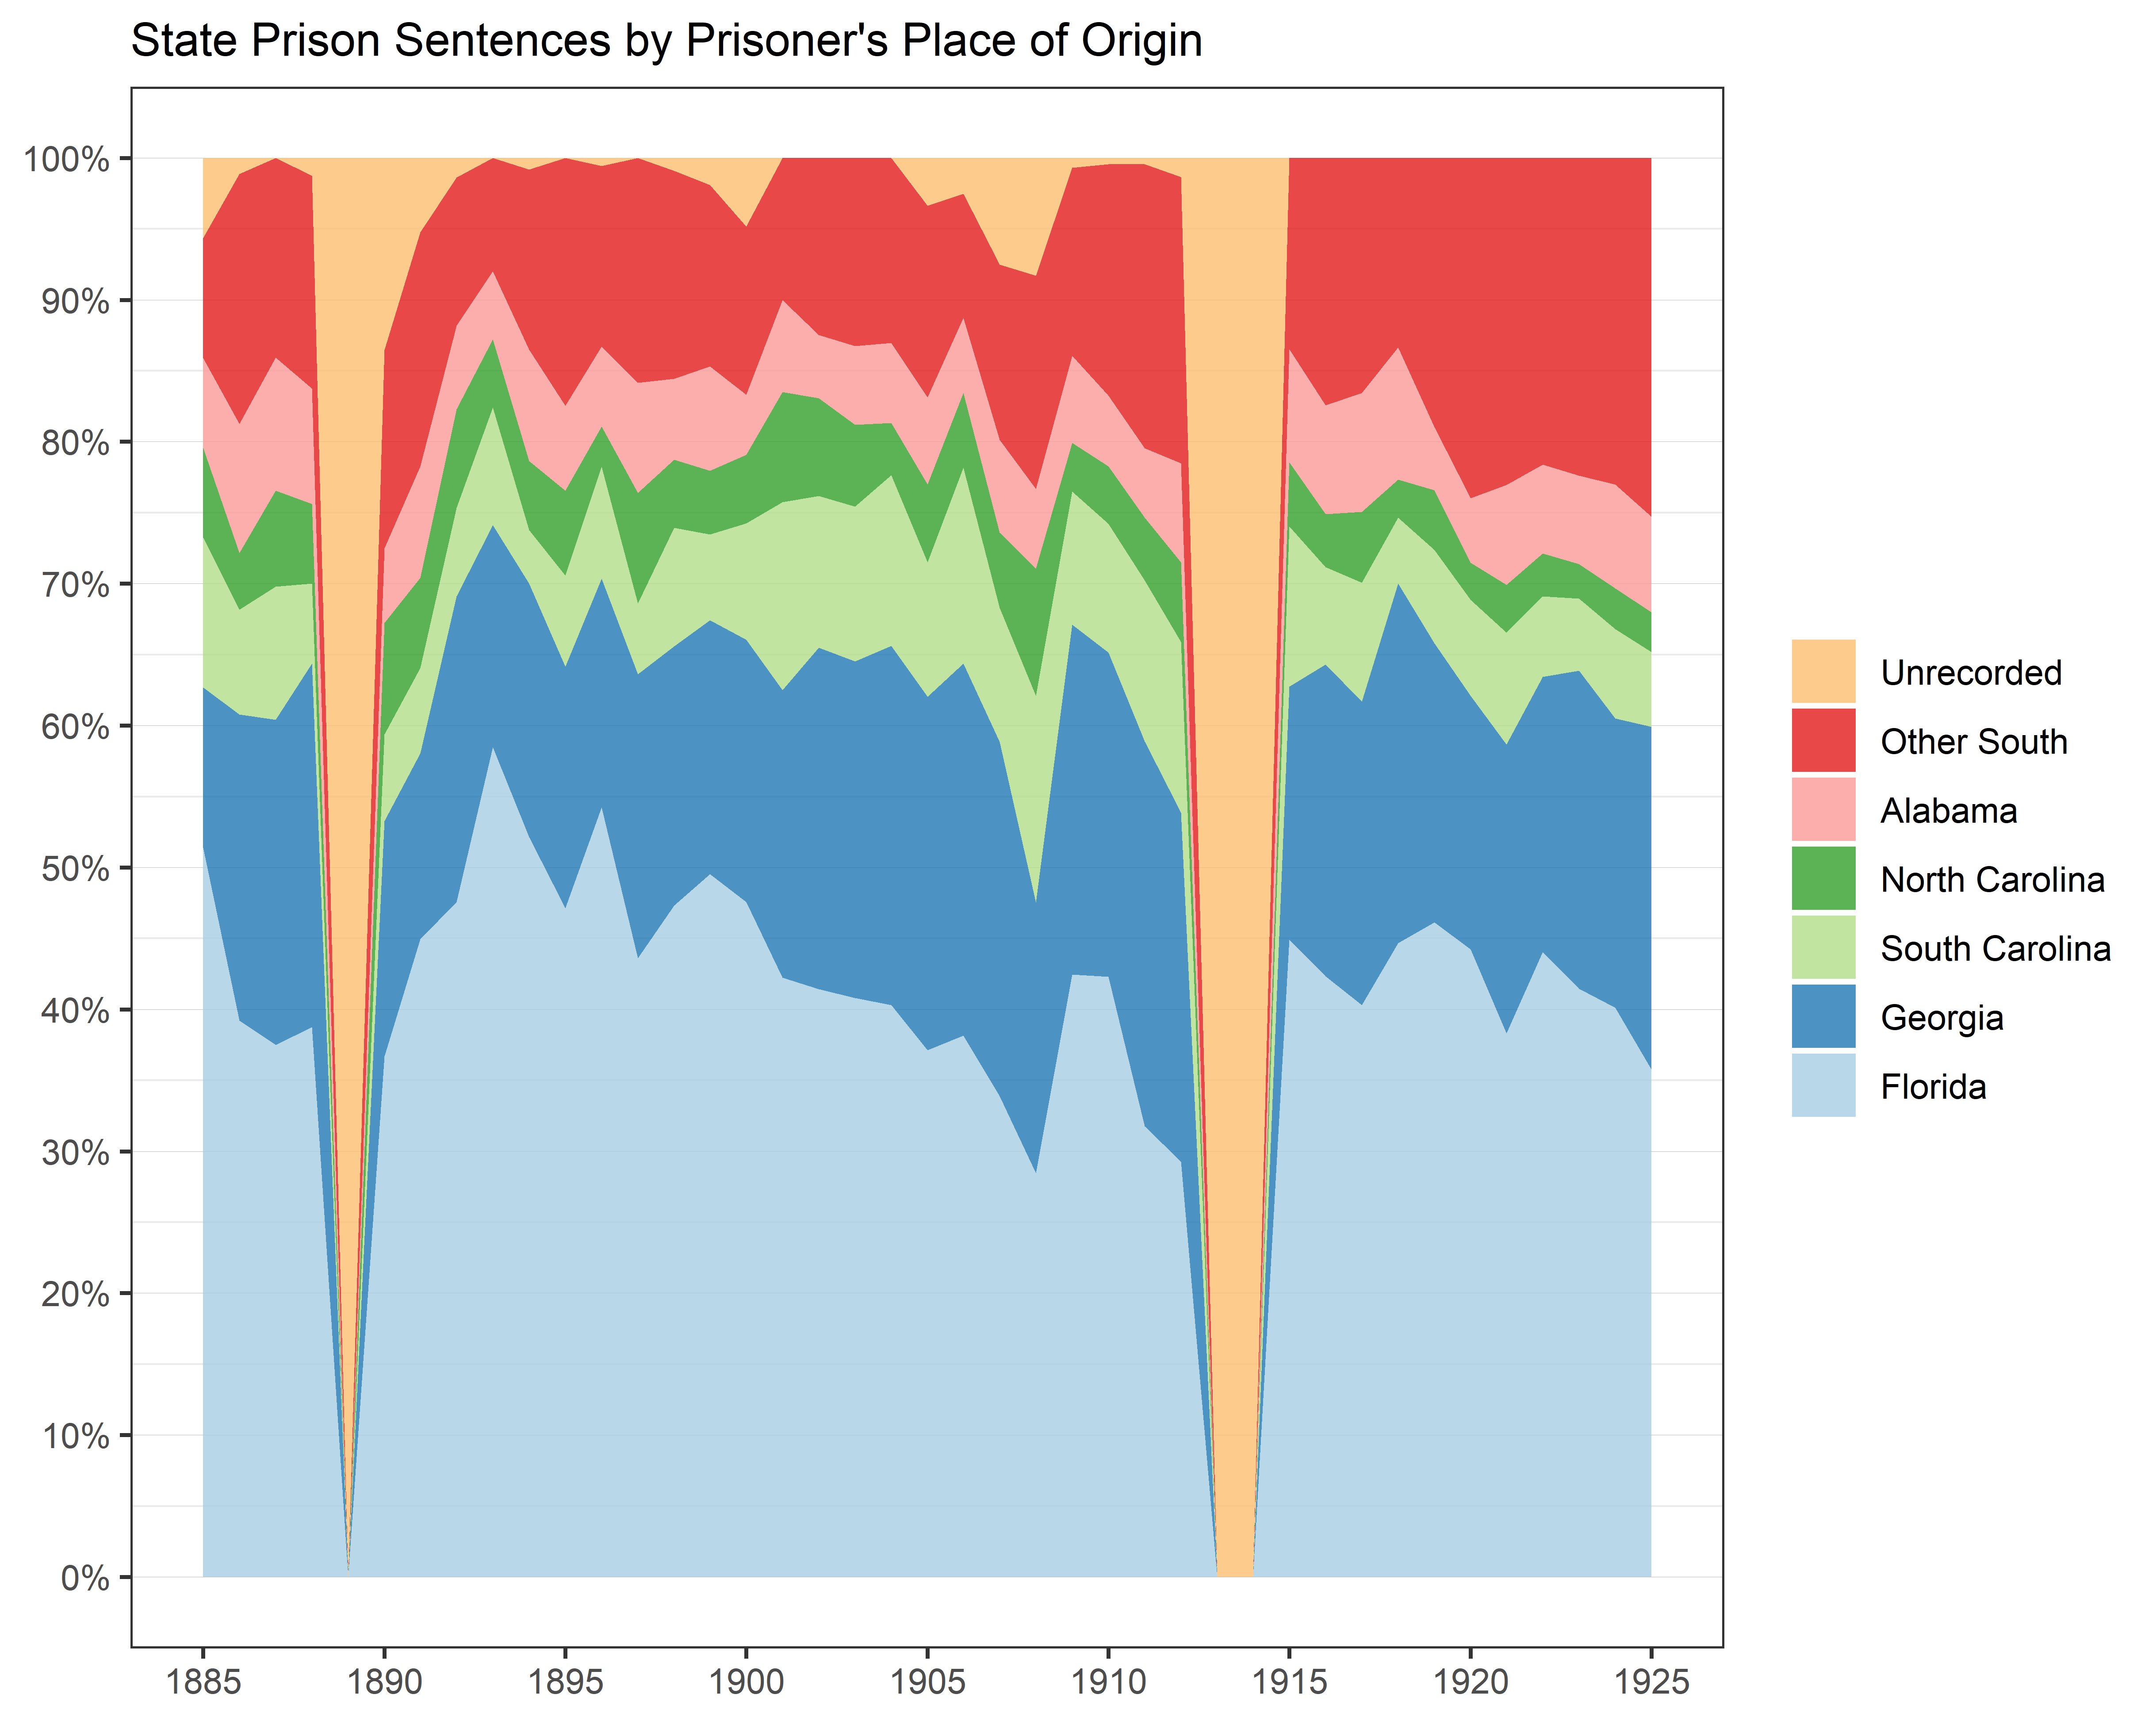 State Prison Sentences by Prisoner's Place of Origin
100%
90%
80%
70%
60%
50%
40%
30%
20%
10%
0%
1885 1890 1895 1900 1905 1910 1915 1920 1925
Unrecorded
Other South
Alabama
North Carolina
South Carolina
Georgia
Florida